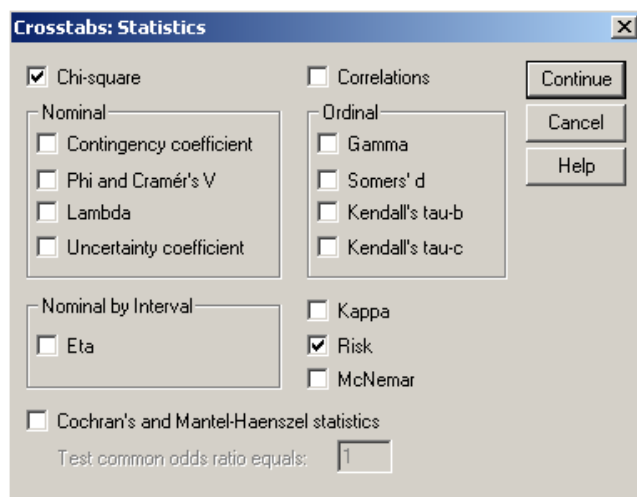 Crosstabs: Statistics
Chi-square
Correlations
Continue
Cancel
Help
Nominal
Contingency coefficient
Phi and Cramér's V
Lambda
Uncertainty coefficient
Ordinal
Gamma
Somers' d
Kendall's tau-b
Kendall's tau-c
Nominal by Interval
Eta
Kappa
Risk
McNemar
Cochran's and Mantel-Haenszel statistics
Test common odds ratio equals: 1